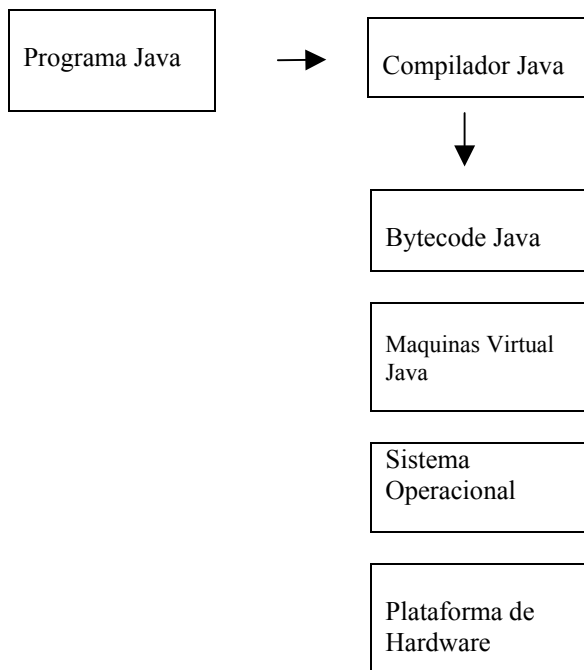 Programa Java
Compilador Java
Bytecode Java
Maquinas Virtual
Java
Sistema
Operacional
Plataforma de
Hardware